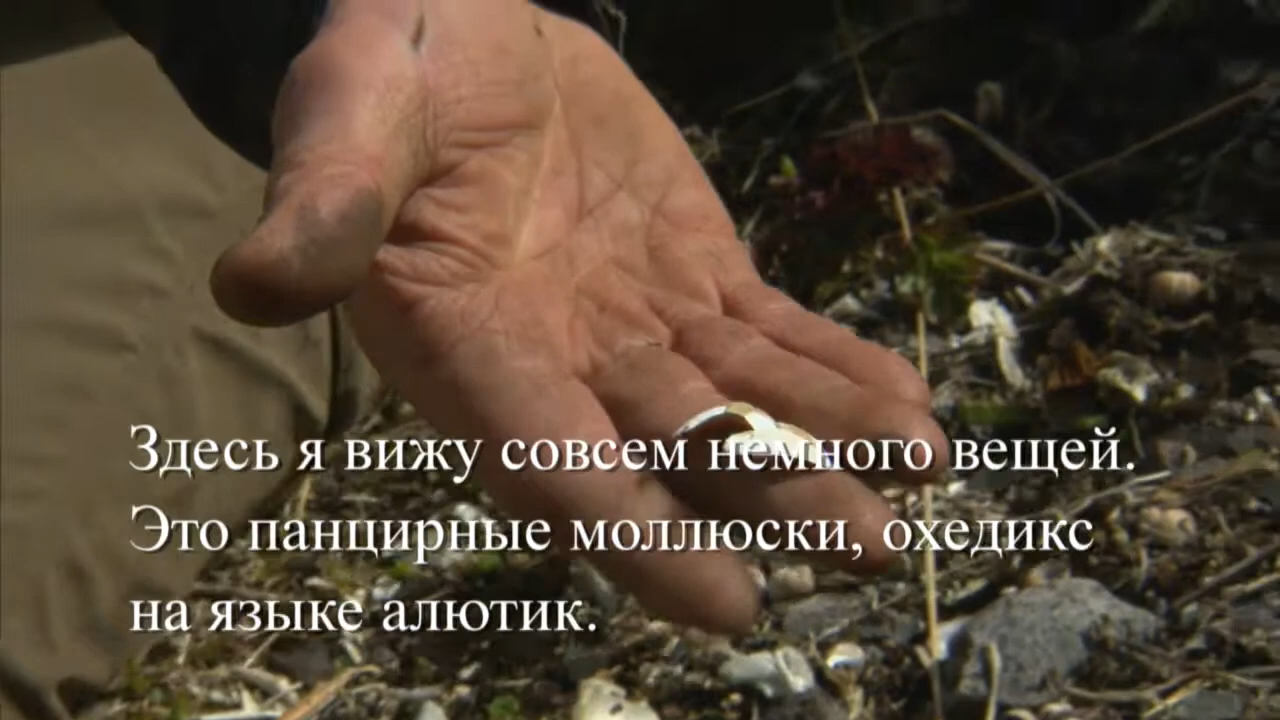 Здесь я вижу совсем немного вещей.
Это панцирные моллюски, охедикс
на языке алютик.